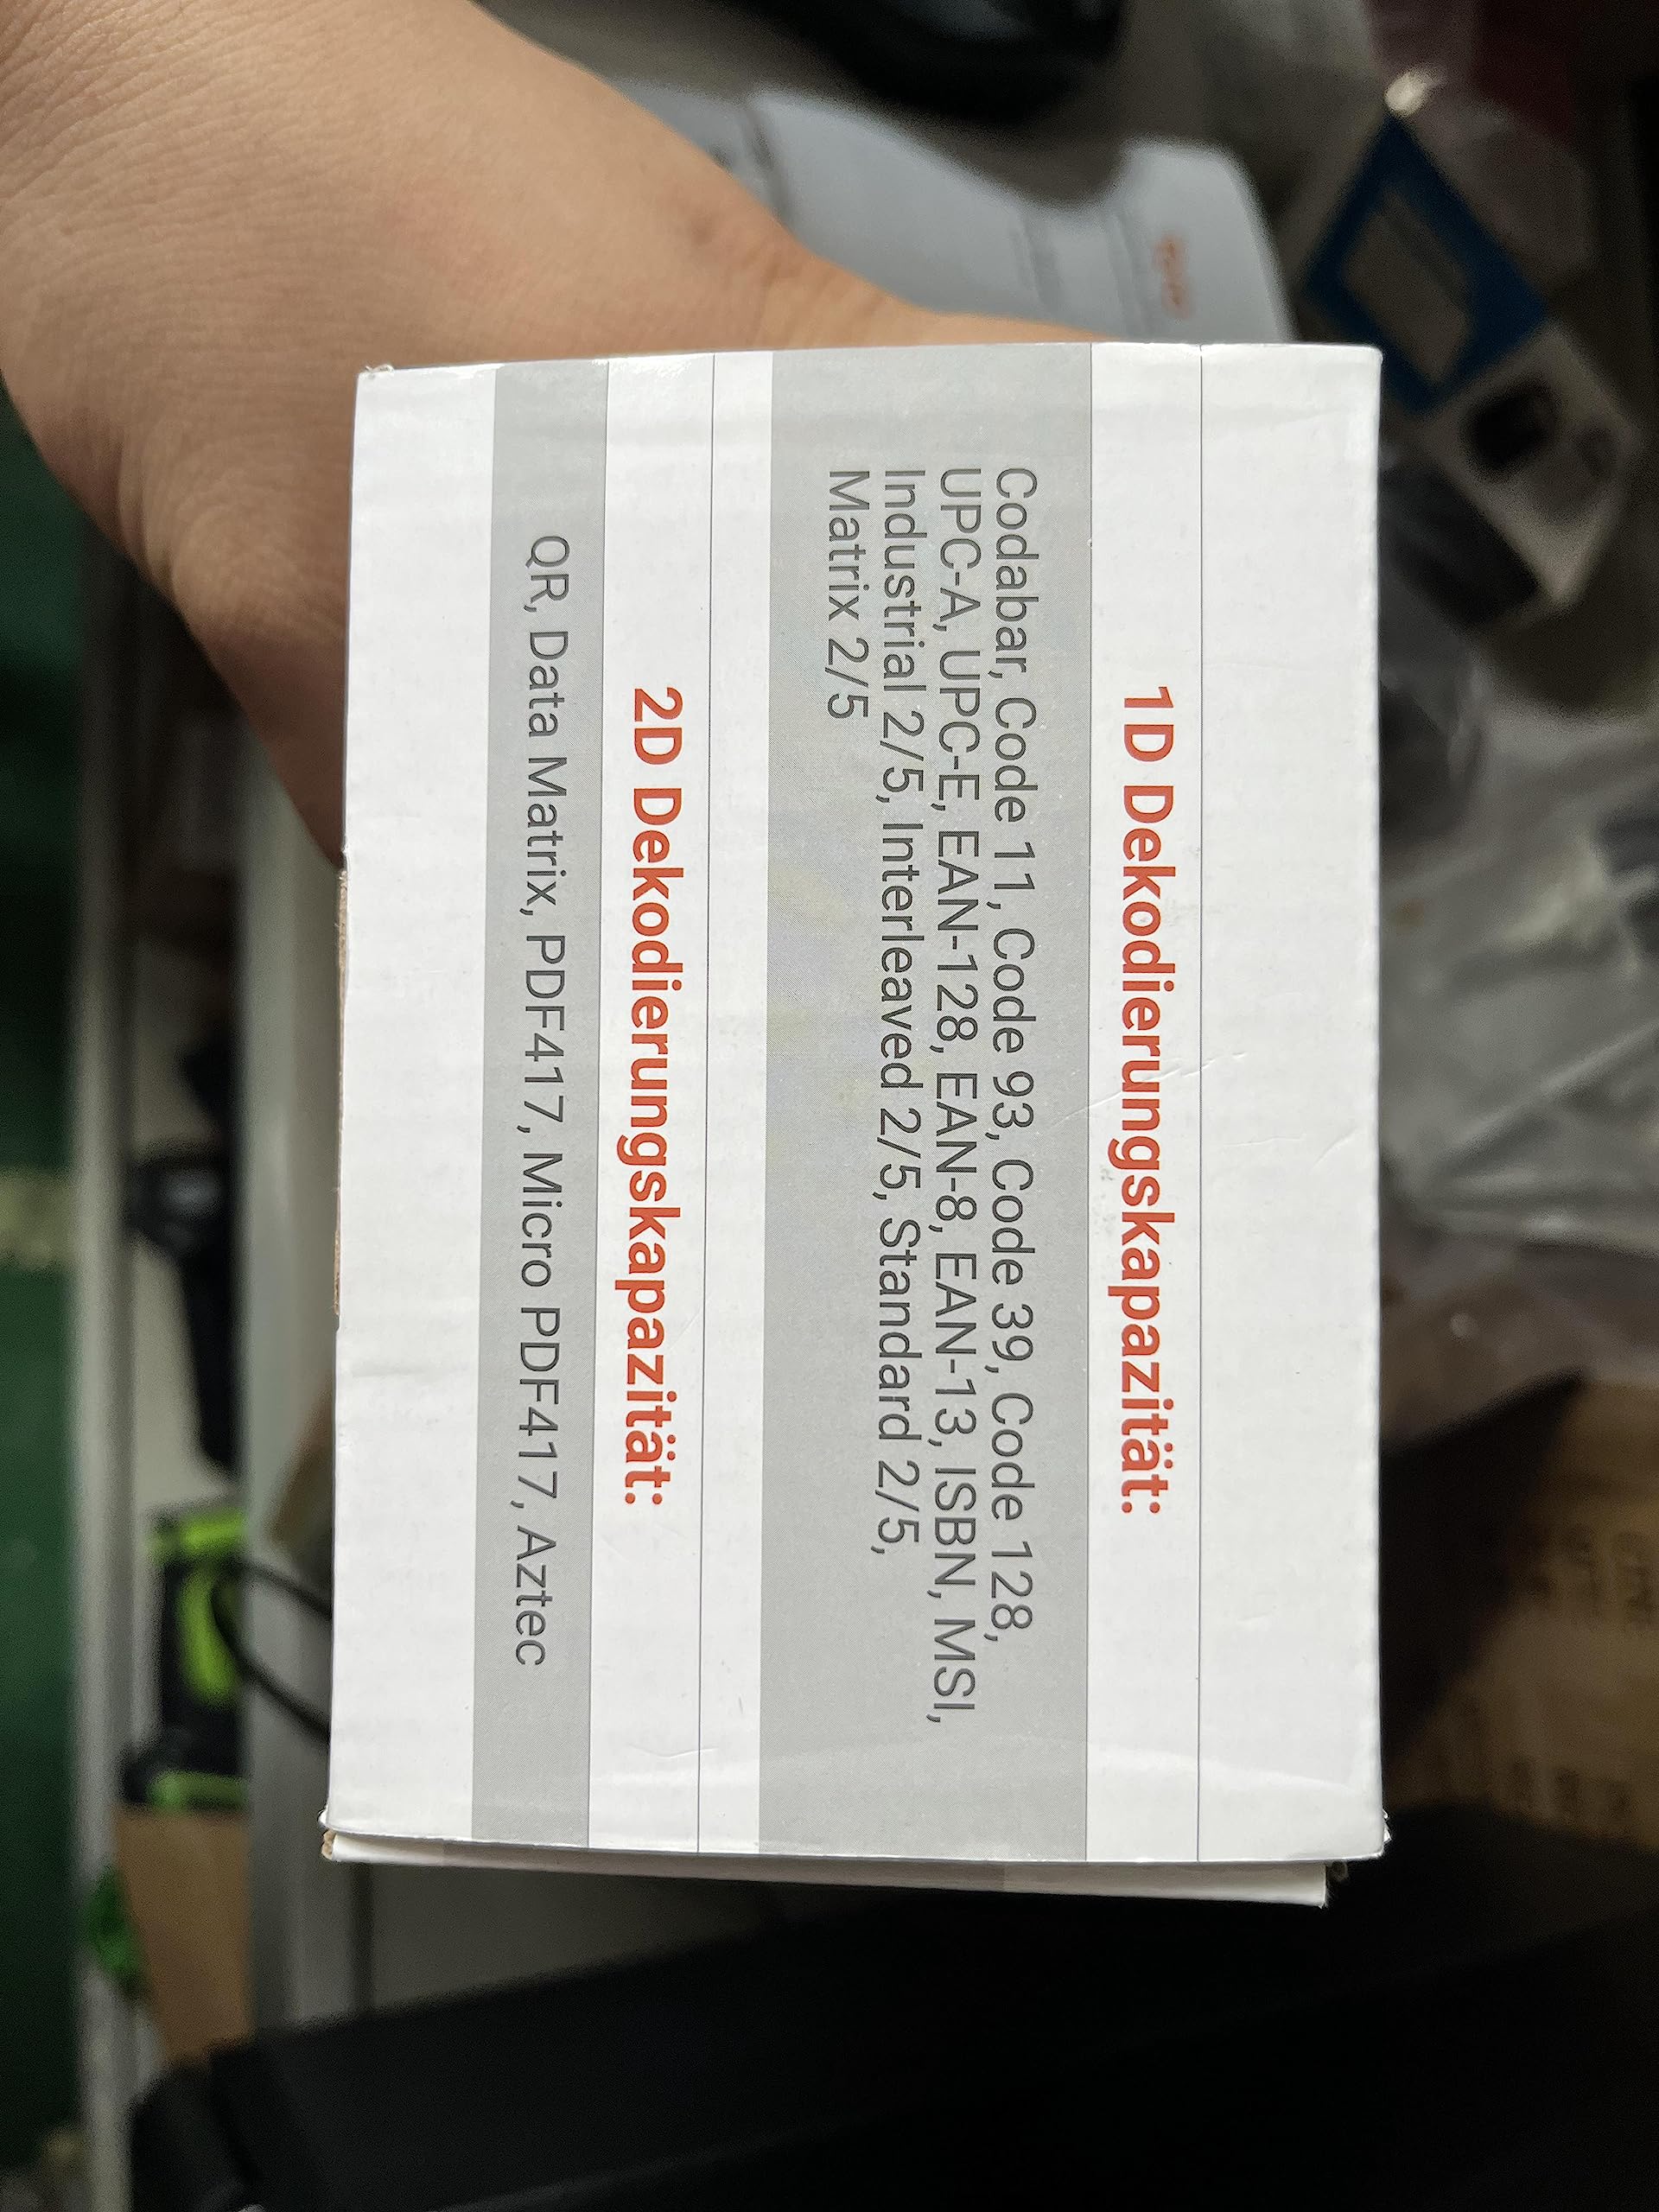 1D Dekodierungskapazität:
Codabar, Code 11, Code 93, Code 39, Code 128,
UPC-A, UPC-E, EAN-128, EAN-8, EAN-13, ISBN, MSI,
Industrial 2/5, Interleaved 2/5, Standard 2/5,
Matrix 2/5
2D Dekodierungskapazität:
QR, Data Matrix, PDF417, Micro PDF417, Aztec